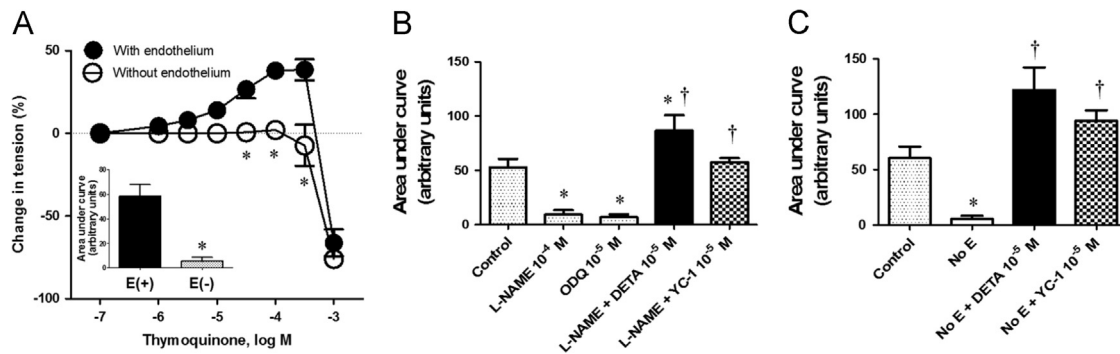 A
With endothelium
Without endothelium
Change in tension (%)
50
0
-50
-100
* * *
Area under curve
(arbitrary units)
80
60
40
20
0
*
E(+) E(-)
-7 -6 -5 -4 -3
Thymoquinone, log M
B
Area under curve
(arbitrary units)
150
100
50
0
* * * † †
Control
L-NAME 10⁻⁴ M
ODQ 10⁻⁵ M
L-NAME + DETA 10⁻⁵ M
L-NAME + YC-1 10⁻⁵ M
C
Area under curve
(arbitrary units)
150
100
50
0
* † †
Control
No E
No E + DETA 10⁻⁵ M
No E + YC-1 10⁻⁵ M